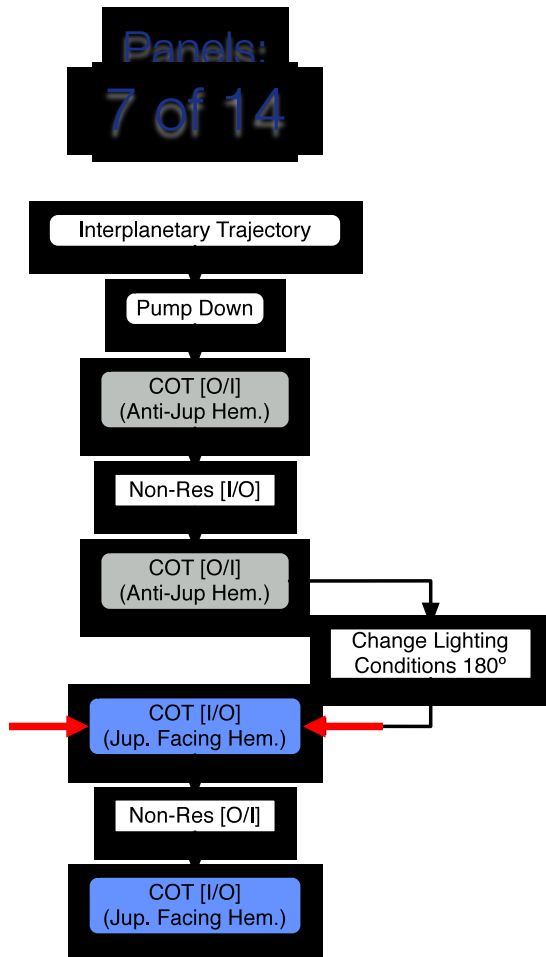 Panels:
7 of 14
Interplanetary Trajectory
Pump Down
COT [O/I]
(Anti-Jup Hem.)
Non-Res [I/O]
COT [O/I]
(Anti-Jup Hem.)
Change Lighting
Conditions 180º
COT [I/O]
(Jup. Facing Hem.)
Non-Res [O/I]
COT [I/O]
(Jup. Facing Hem.)